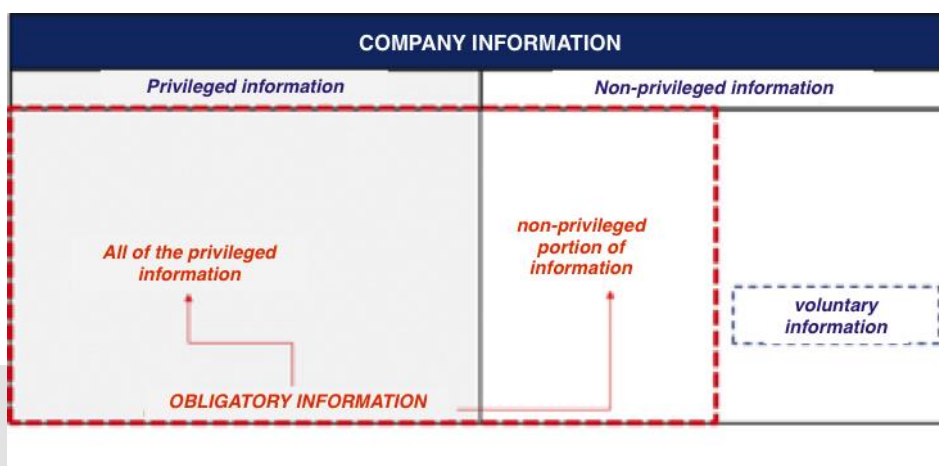 COMPANY INFORMATION
Privileged information
Non-privileged information
All of the privileged
information
non-privileged
portion of
information
voluntary
information
OBLIGATORY INFORMATION